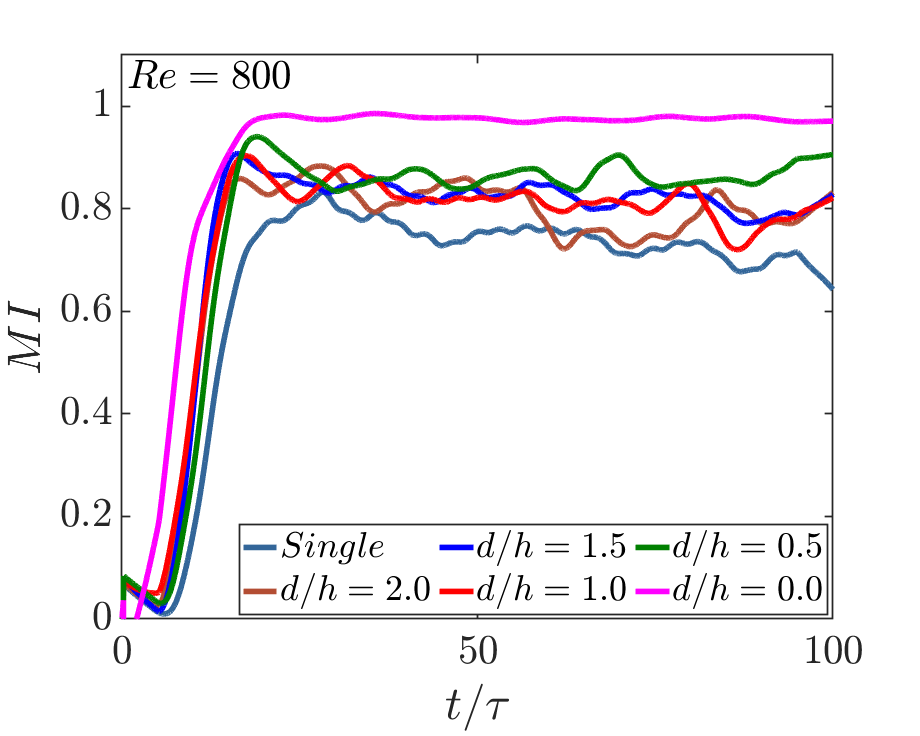 Re = 800
1
0.8
0.6
0.4
0.2
0
MI
Single d/h = 1.5 d/h = 0.5
d/h = 2.0 d/h = 1.0 d/h = 0.0
0 50 100
t/τ